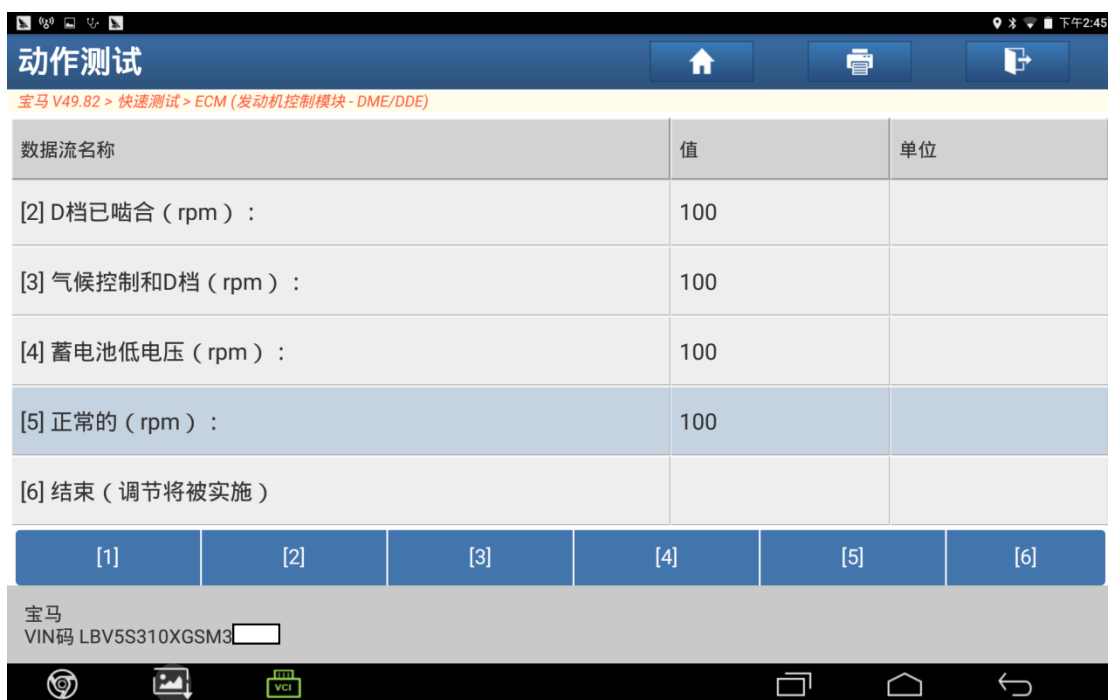 下午2:45
动作测试
宝马 V49.82 > 快速测试 > ECM (发动机控制模块 - DME/DDE)
数据流名称 值 单位
[2] D档已啮合（rpm）： 100
[3] 气候控制和D档（rpm）： 100
[4] 蓄电池低电压（rpm）： 100
[5] 正常的（rpm）： 100
[6] 结束（调节将被实施）
[1] [2] [3] [4] [5] [6]
宝马
VIN码 LBV5S310XGSM3
VCI